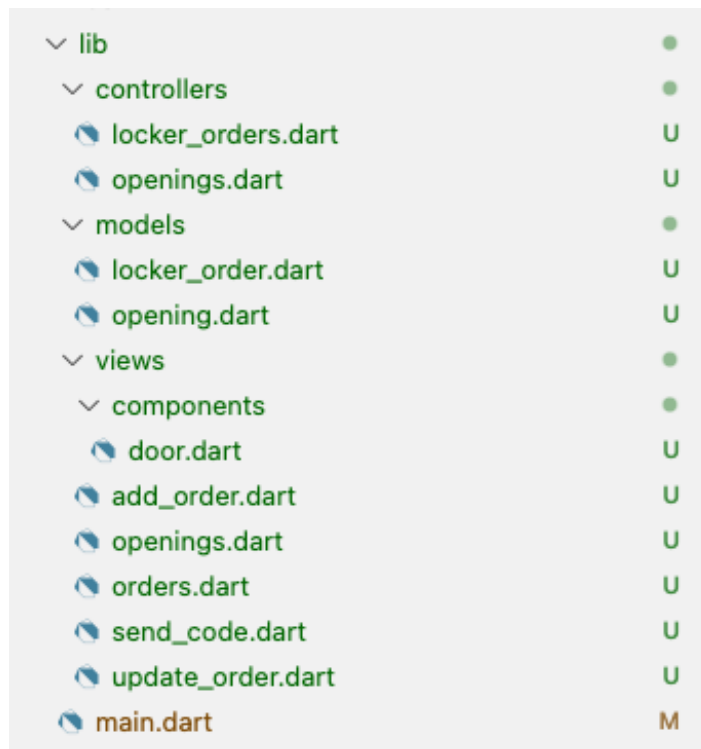 lib
controllers
locker_orders.dart U
openings.dart U
models
locker_order.dart U
opening.dart U
views
components
door.dart U
add_order.dart U
openings.dart U
orders.dart U
send_code.dart U
update_order.dart U
main.dart M